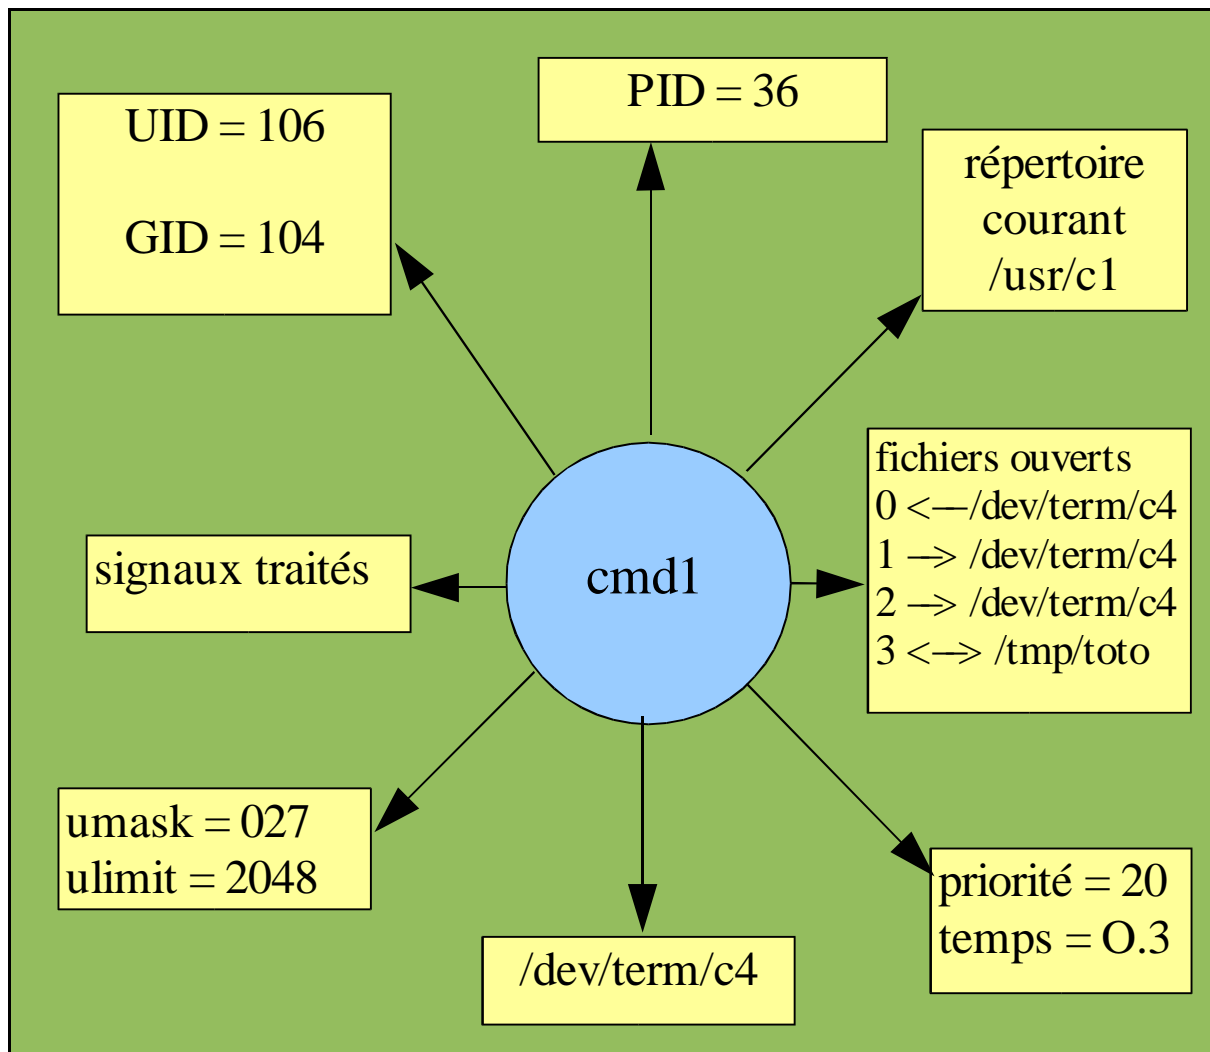 PID = 36
UID = 106
GID = 104
répertoire
courant
/usr/c1
fichiers ouverts
0 <—/dev/term/c4
1 —> /dev/term/c4
2 —> /dev/term/c4
3 <—> /tmp/toto
cmd1
signaux traités
umask = 027
ulimit = 2048
priorité = 20
temps = O.3
/dev/term/c4